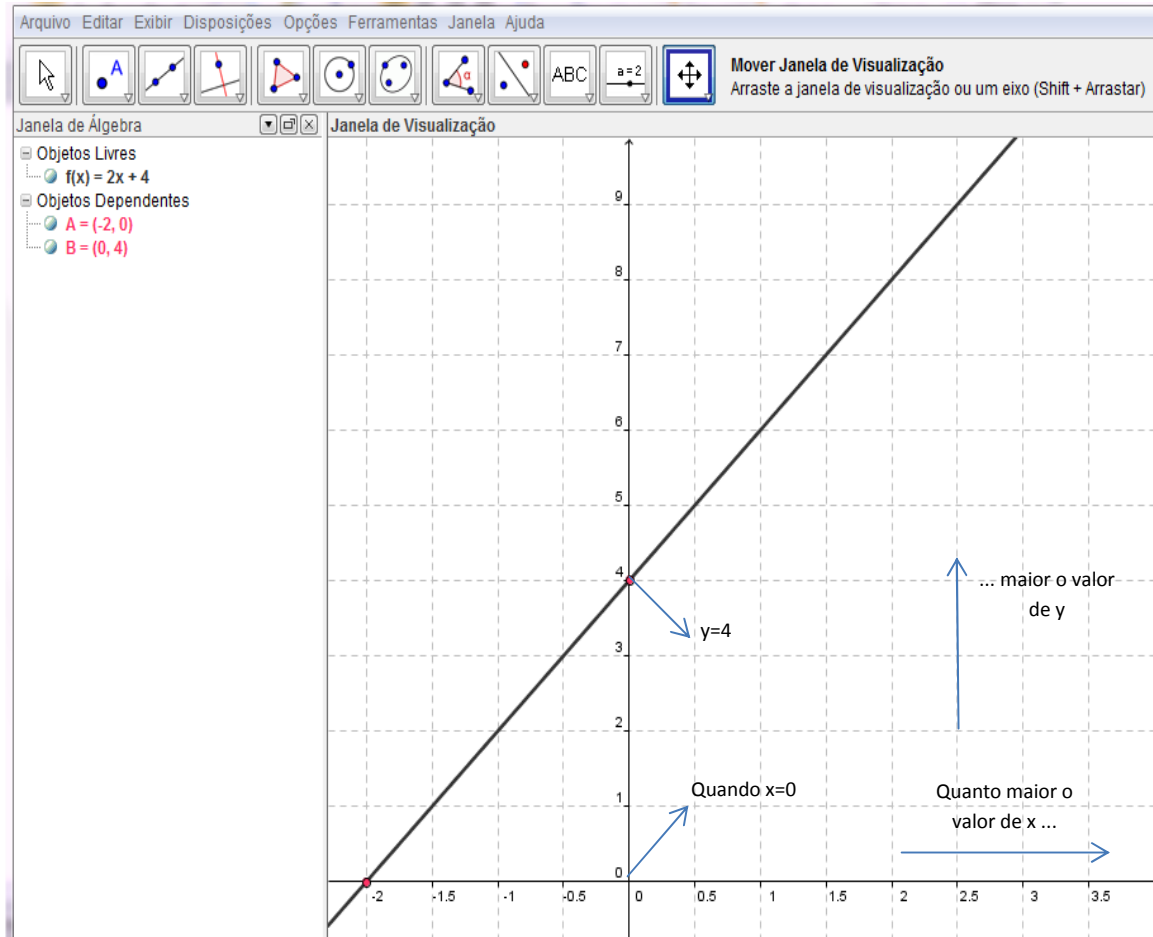 Arquivo Editar Exibir Disposições Opções Ferramentas Janela Ajuda
A
α
ABC
a=2
Mover Janela de Visualização
Arraste a janela de visualização ou um eixo (Shift + Arrastar)
Janela de Álgebra
Janela de Visualização
Objetos Livres
f(x) = 2x + 4
Objetos Dependentes
A = (-2, 0)
B = (0, 4)
9
8
7
6
5
4
3
2
1
0
... maior o valor
de y
y=4
Quando x=0
Quanto maior o
valor de x ...
-2 -1.5 -1 -0.5 0 0.5 1 1.5 2 2.5 3 3.5